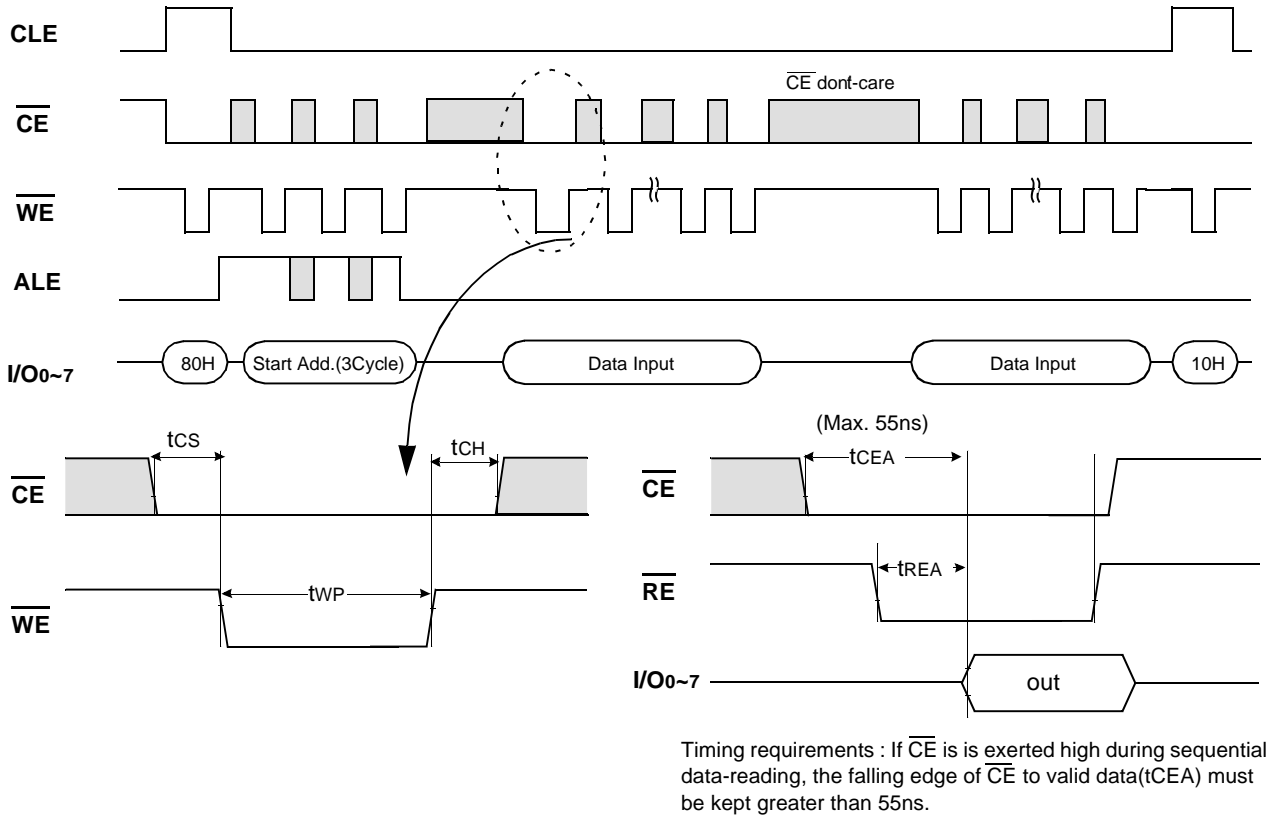 CLE
CE
CE dont-care
WE
ALE
I/O0~7
80H
Start Add.(3Cycle)
Data Input
Data Input
10H
tCS
tCH
CE
tWP
WE
(Max. 55ns)
tCEA
CE
tREA
RE
I/O0~7
out
Timing requirements : If CE is is exerted high during sequential
data-reading, the falling edge of CE to valid data(tCEA) must
be kept greater than 55ns.